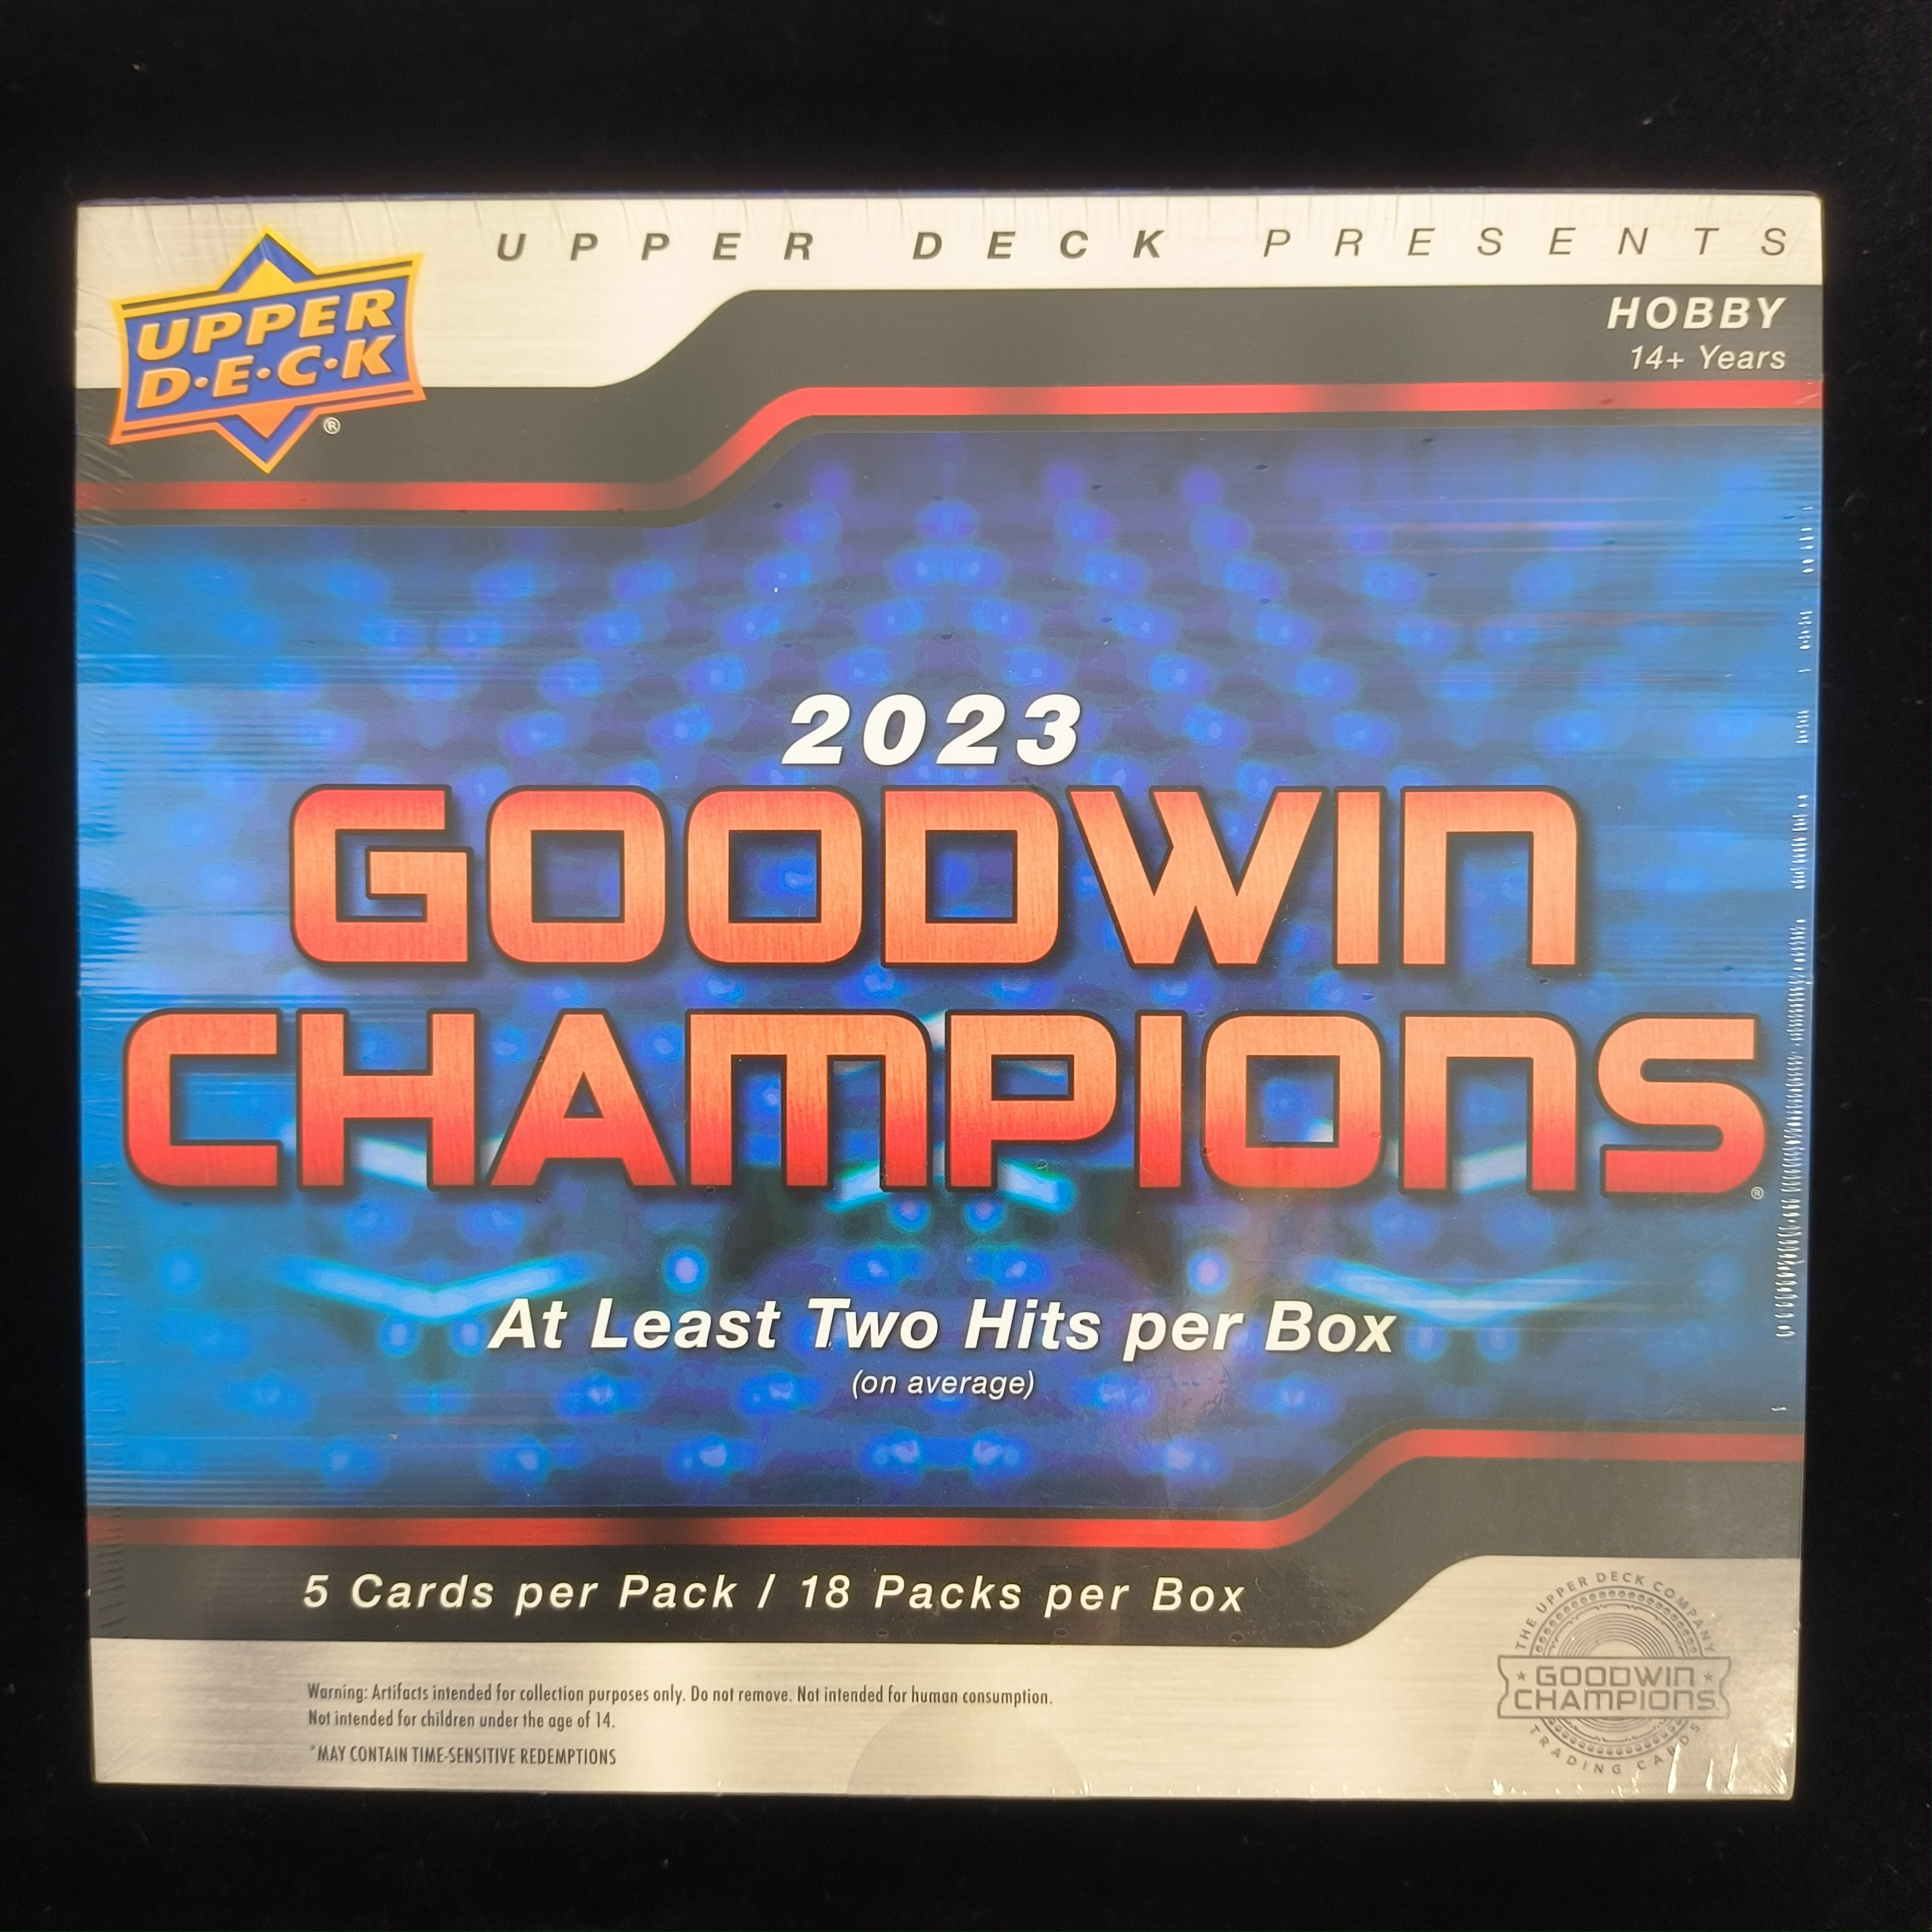 UPPER DECK PRESENTS
UPPER
D·E·C·K
®
HOBBY
14+ Years
2023
GOODWIN
CHAMPIONS
®
At Least Two Hits per Box
(on average)
5 Cards per Pack / 18 Packs per Box
Warning: Artifacts intended for collection purposes only. Do not remove. Not intended for human consumption.
Not intended for children under the age of 14.
*MAY CONTAIN TIME-SENSITIVE REDEMPTIONS
THE UPPER DECK COMPANY
GOODWIN
CHAMPIONS
TRADING CARDS